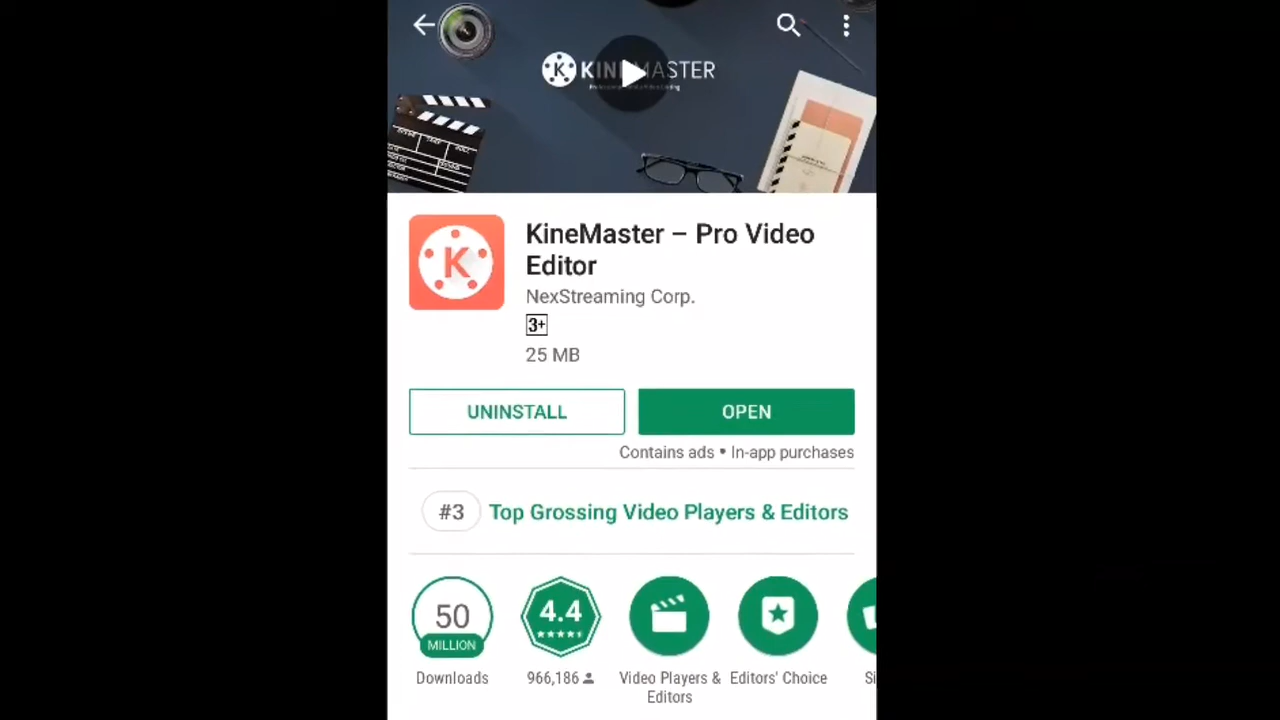 KINEMASTER
KineMaster – Pro Video
Editor
NexStreaming Corp.
3+
25 MB
UNINSTALL
OPEN
Contains ads • In-app purchases
#3
Top Grossing Video Players & Editors
50
MILLION
Downloads
4.4
966,186
Video Players &
Editors
Editors' Choice
Si